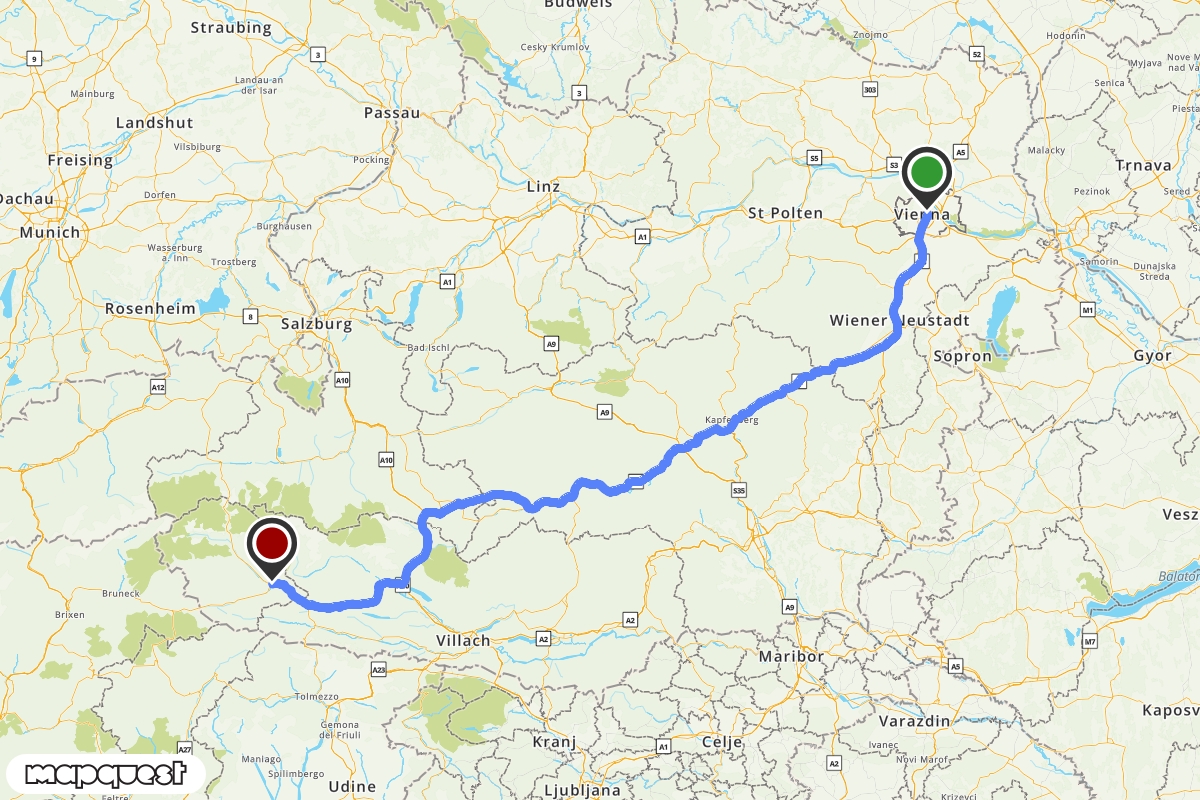 Budweis
Straubing
Znojmo
Hodonin
3
52
9
Cesky Krumlov
Myjava
Nove M
nad Va
Landau an
der Isar
Senica
Mainburg
3
303
Passau
Piesta
Landshut
Vilsbiburg
Malacky
Freising
Pocking
S5
S3
A5
Trnava
Linz
Dachau
Dorfen
Pezinok
Sered
Burghausen
St Polten
Vienna
Munich
A1
Wasserburg
a. Inn
Trostberg
Samorin
Dunajska
Streda
A1
Rosenheim
8
M1
Salzburg
Wiener Neustadt
Bad Ischl
A9
Sopron
Gyor
A12
A10
A9
Kapfenberg
A10
S35
Vesz
Bruneck
Balaton
Brixen
A9
A2
Villach
A2
M7
Maribor
A5
A23
Tolmezzo
Kaposv
Varazdin
Gemona
del Friuli
Kranj
A1
Celje
Ivanec
A27
Maniago
Novi Marof
A2
mapquest
Spilimbergo
Udine
Ljubljana
Feltre
Krizevci